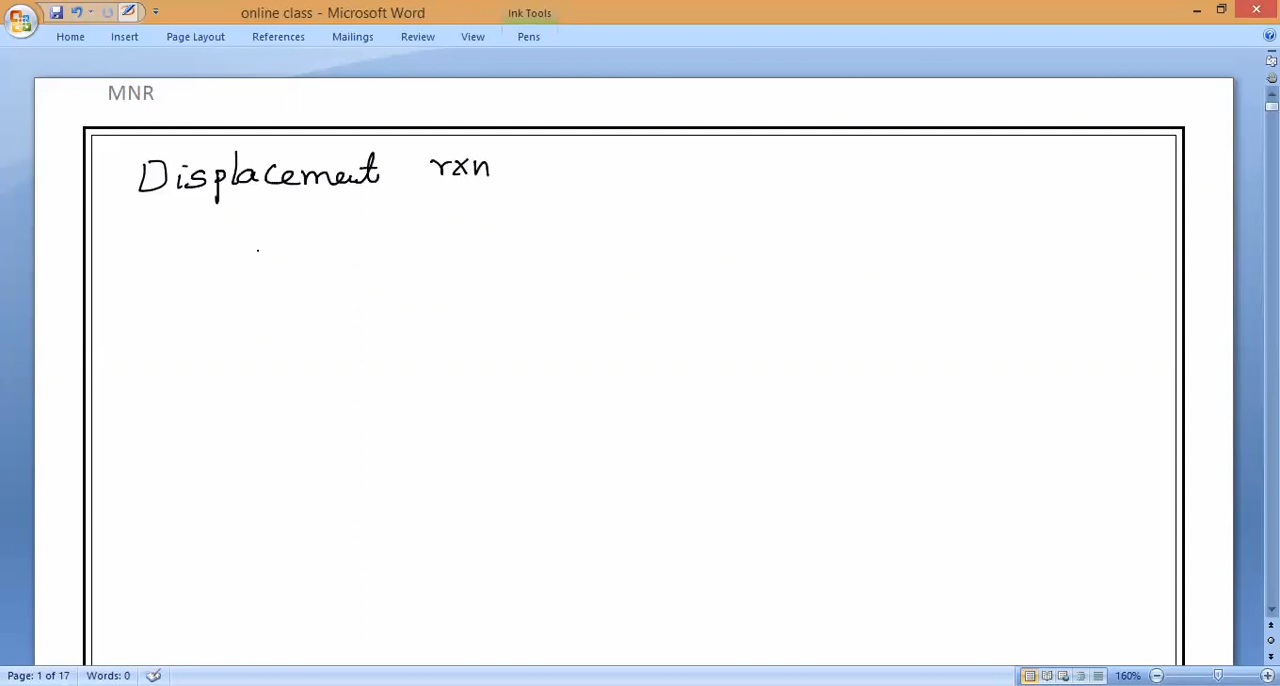 online class - Microsoft Word
Ink Tools
Home Insert Page Layout References Mailings Review View Pens
MNR
Displacement rxn
Page: 1 of 17 Words: 0 160%